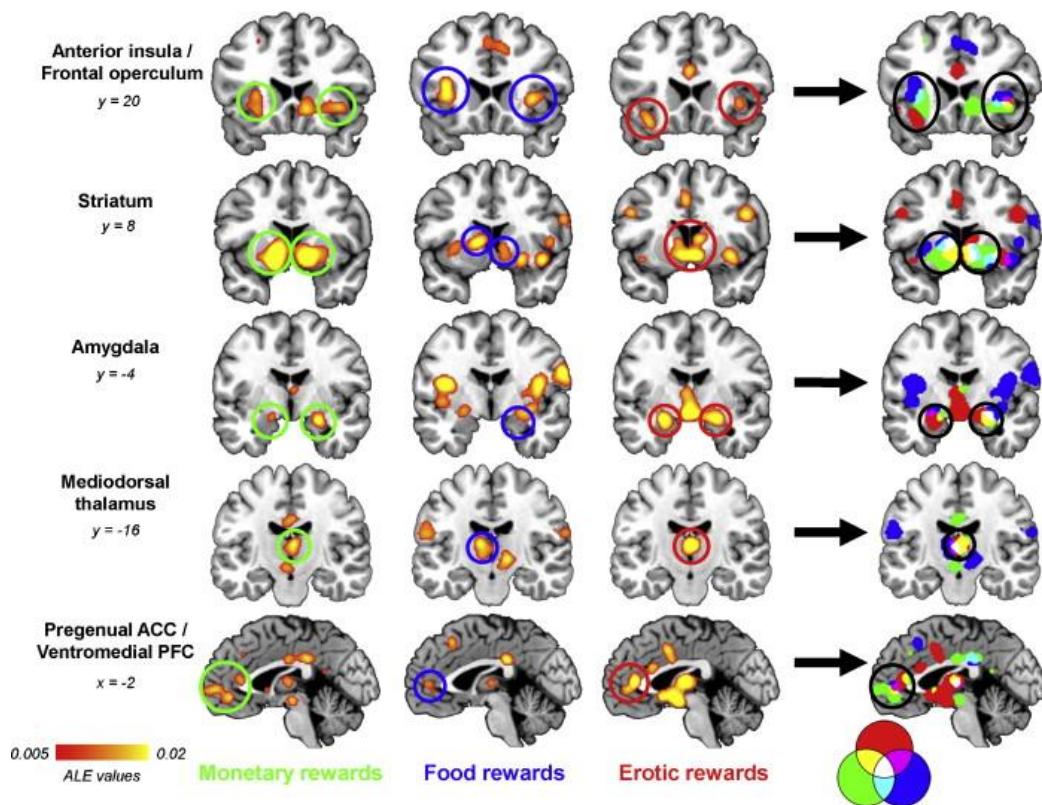 Anterior insula /
Frontal operculum
y = 20
Striatum
y = 8
Amygdala
y = -4
Mediodorsal
thalamus
y = -16
Pregenual ACC /
Ventromedial PFC
x = -2
0.005 0.02
ALE values
Monetary rewards
Food rewards
Erotic rewards